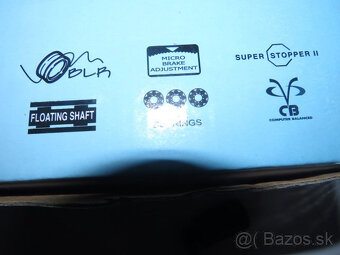 MICRO
BRAKE
ADJUSTMENT
SUPER STOPPER II
FLOATING SHAFT
CB
COMPUTER BALANCED
© Bazos.sk